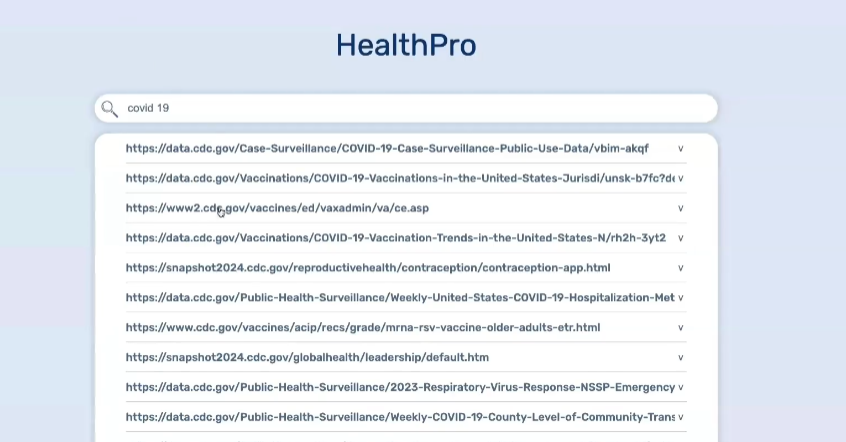 HealthPro
covid 19
https://data.cdc.gov/Case-Surveillance/COVID-19-Case-Surveillance-Public-Use-Data/vbim-akqf v
https://data.cdc.gov/Vaccinations/COVID-19-Vaccinations-in-the-United-States-Jurisdi/unsk-b7fc?de v
https://www2.cdc.gov/vaccines/ed/vaxadmin/va/ce.asp v
https://data.cdc.gov/Vaccinations/COVID-19-Vaccination-Trends-in-the-United-States-N/rh2h-3yt2 v
https://snapshot2024.cdc.gov/reproductivehealth/contraception/contraception-app.html v
https://data.cdc.gov/Public-Health-Surveillance/Weekly-United-States-COVID-19-Hospitalization-Met v
https://www.cdc.gov/vaccines/acip/recs/grade/mrna-rsv-vaccine-older-adults-etr.html v
https://snapshot2024.cdc.gov/globalhealth/leadership/default.htm v
https://data.cdc.gov/Public-Health-Surveillance/2023-Respiratory-Virus-Response-NSSP-Emergency v
https://data.cdc.gov/Public-Health-Surveillance/Weekly-COVID-19-County-Level-of-Community-Trans v